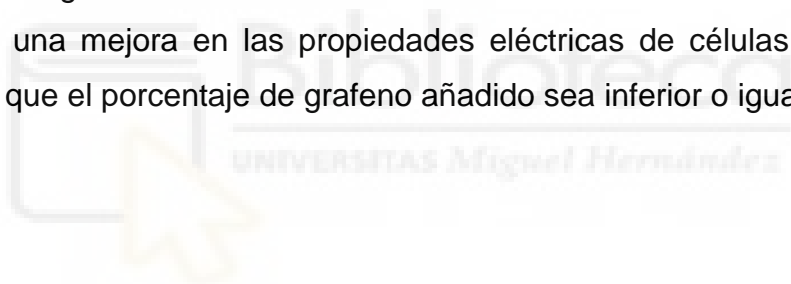 una mejora en las propiedades eléctricas de células
que el porcentaje de grafeno añadido sea inferior o igua
Biblioteca
UNIVERSITAS Miguel Hernández